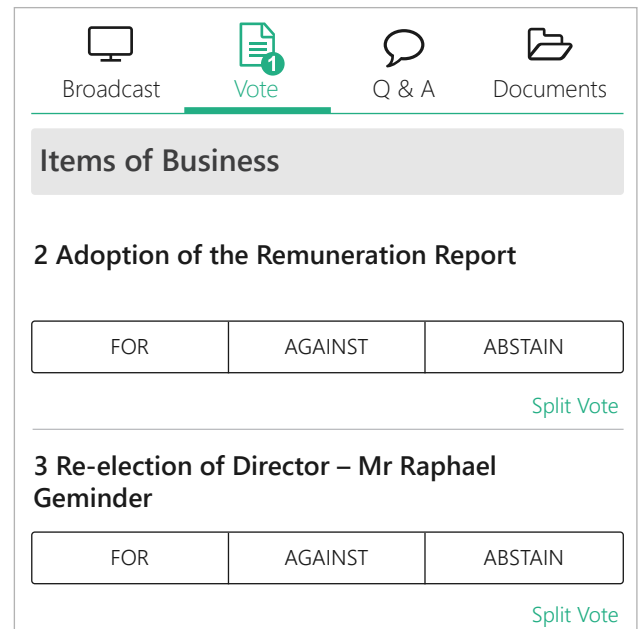 1
Broadcast Vote Q & A Documents
Items of Business
2 Adoption of the Remuneration Report
FOR AGAINST ABSTAIN
Split Vote
3 Re-election of Director – Mr Raphael
Geminder
FOR AGAINST ABSTAIN
Split Vote